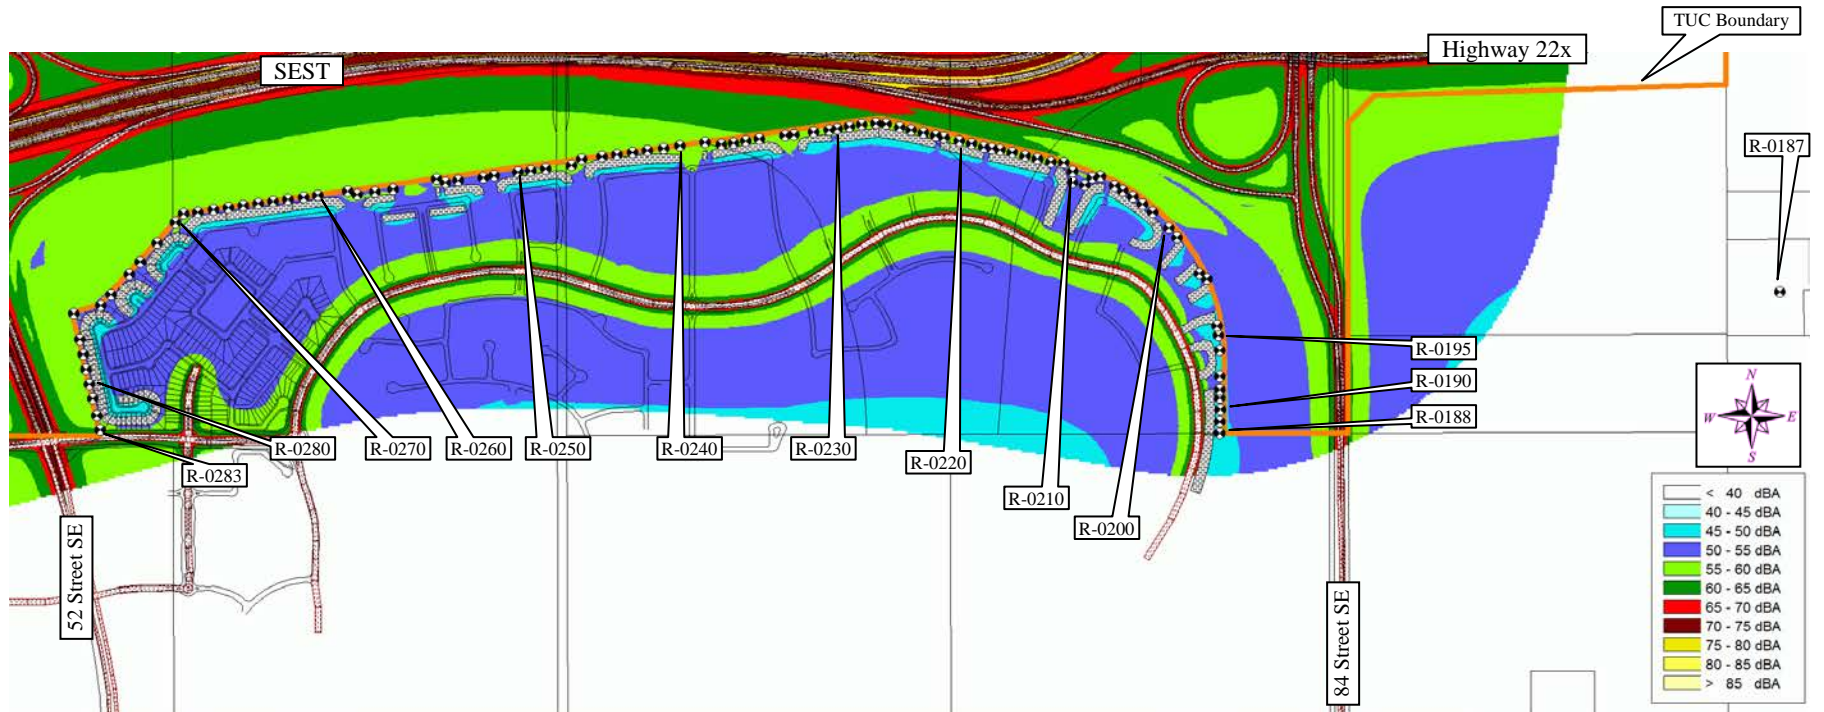 TUC Boundary
Highway 22x
SEST
R-0187
R-0195
R-0190
R-0188
R-0280
R-0270
R-0260
R-0250
R-0240
R-0230
R-0220
R-0283
R-0210
R-0200
N
W
E
S
52 Street SE
84 Street SE
< 40 dBA
40 - 45 dBA
45 - 50 dBA
50 - 55 dBA
55 - 60 dBA
60 - 65 dBA
65 - 70 dBA
70 - 75 dBA
75 - 80 dBA
80 - 85 dBA
> 85 dBA